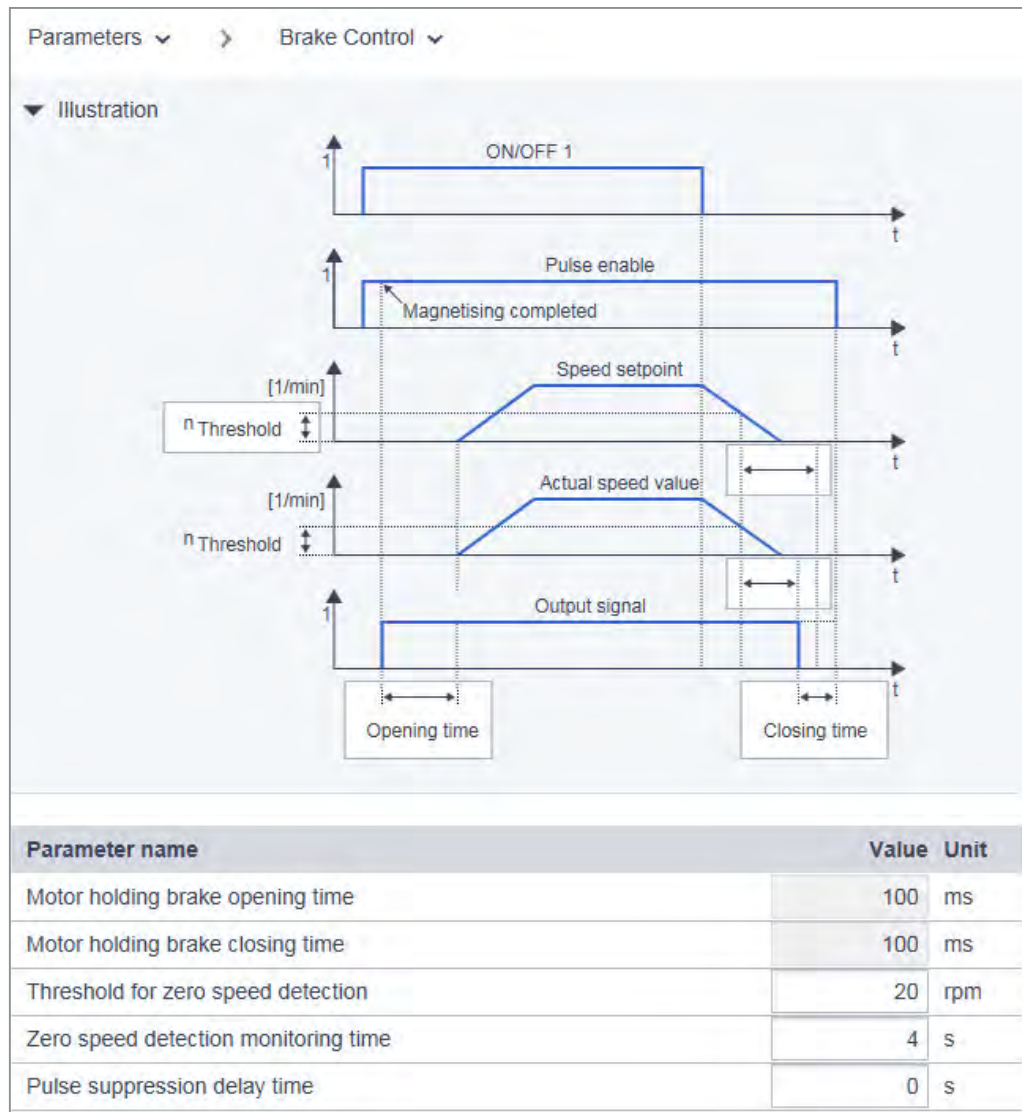 Parameters > Brake Control
Illustration
1
ON/OFF 1
t
1
Pulse enable
Magnetising completed
t
[1/min]
Speed setpoint
n Threshold
t
[1/min]
Actual speed value
n Threshold
t
1
Output signal
t
Opening time
Closing time
Parameter name Value Unit
Motor holding brake opening time 100 ms
Motor holding brake closing time 100 ms
Threshold for zero speed detection 20 rpm
Zero speed detection monitoring time 4 s
Pulse suppression delay time 0 s